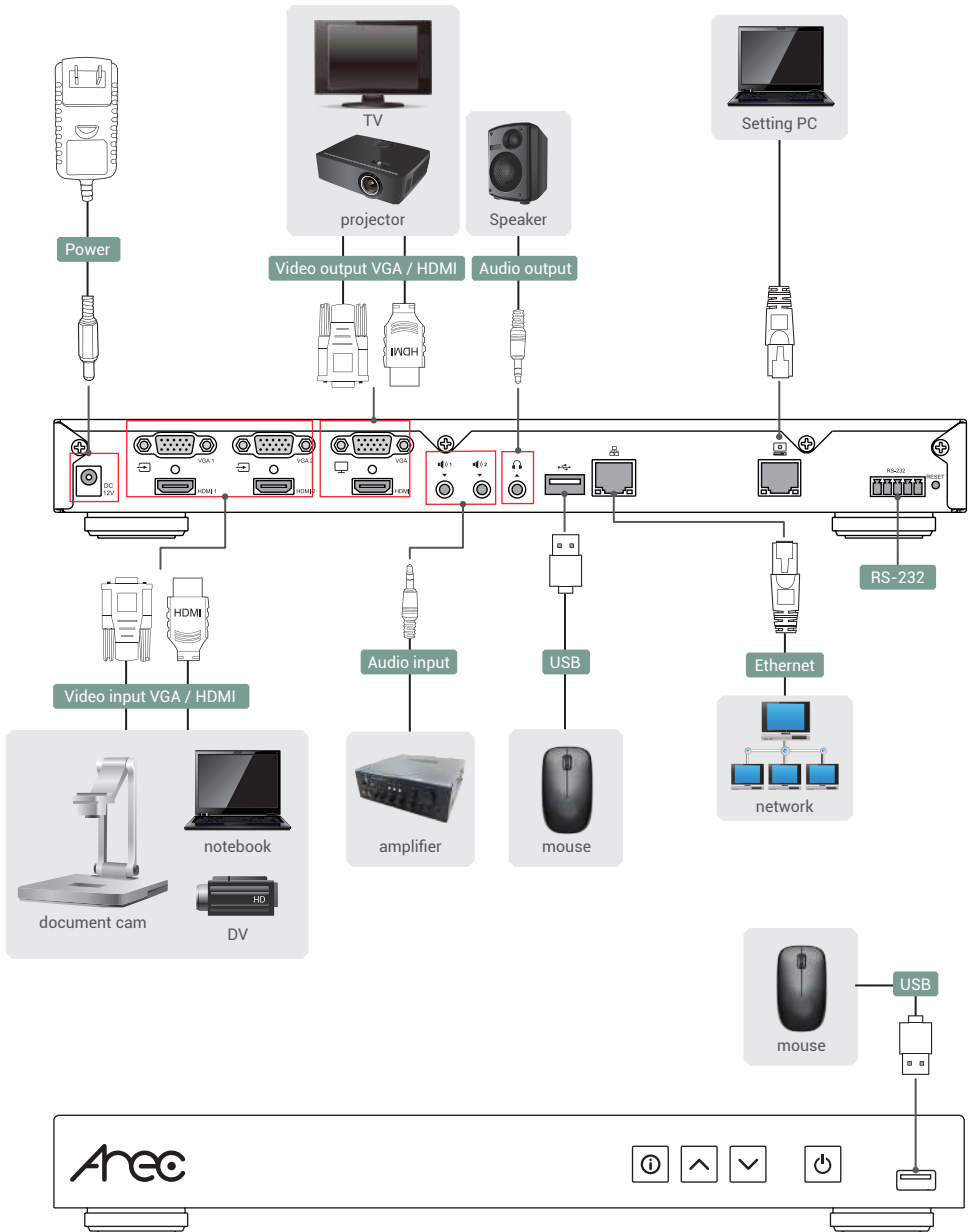 TV
Setting PC
projector
Speaker
Power
Video output VGA / HDMI
Audio output
HDMI
VGA 1
VGA 2
VGA
1
2
RS-232
DC
12V
HDMI 1
HDMI 2
HDMI
RESET
RS-232
HDMI
Audio input
USB
Ethernet
Video input VGA / HDMI
notebook
amplifier
mouse
network
HD
document cam
DV
USB
mouse
Arec